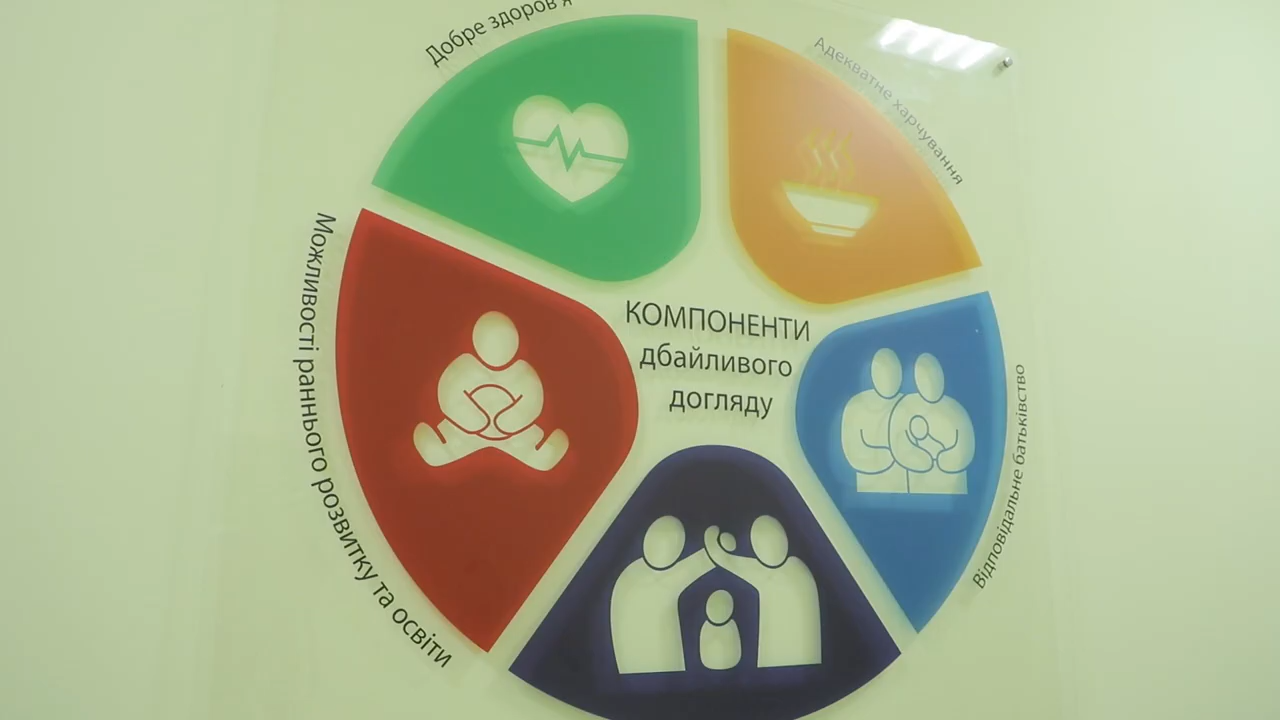 Добре здоров'я
Адекватне харчування
Можливості раннього розвитку та освіти
КОМПОНЕНТИ
дбайливого
догляду
Відповідальне батьківство